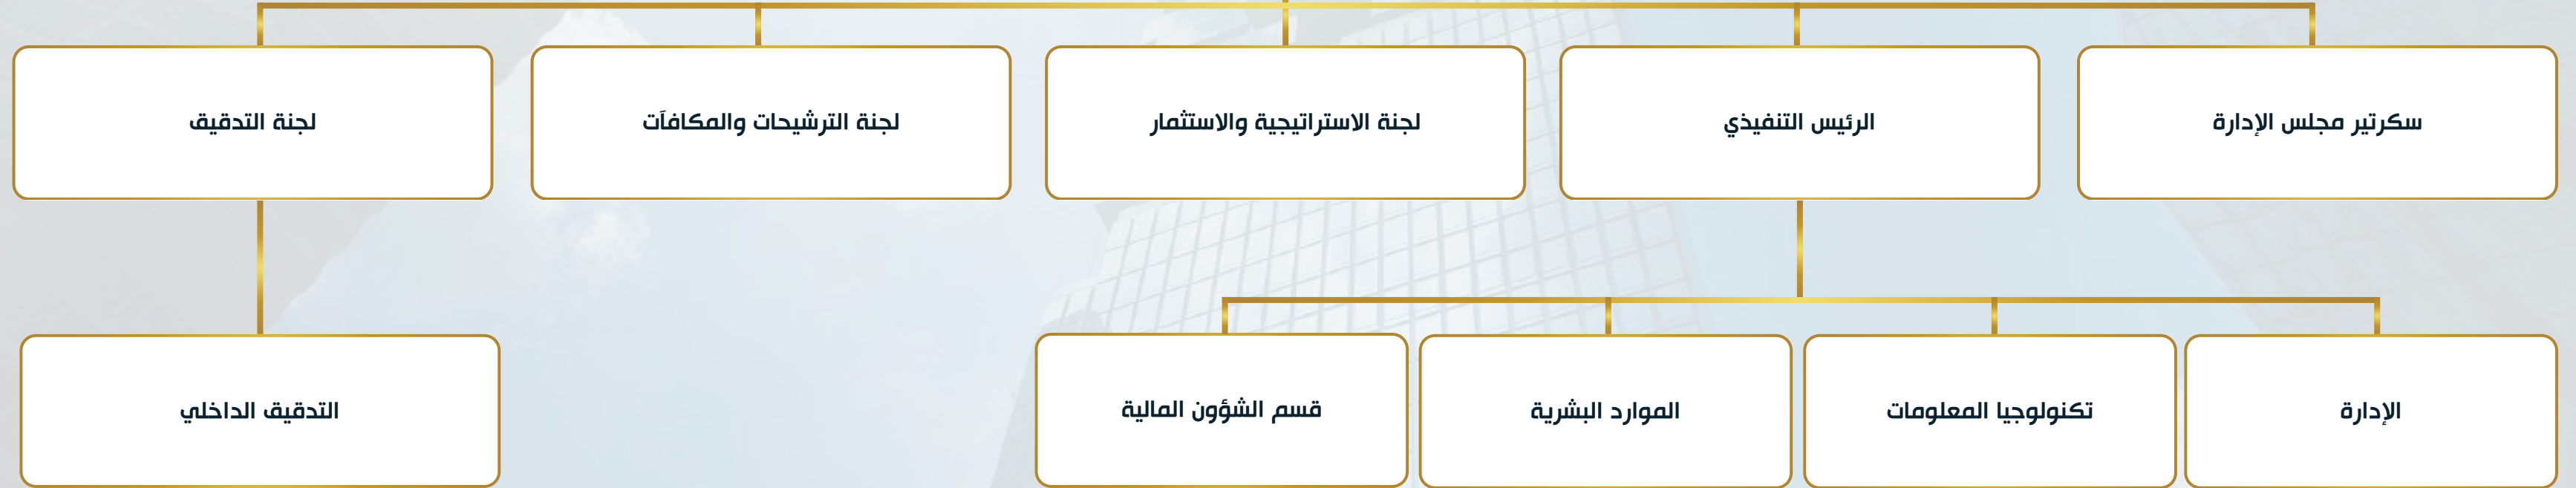 سكرتير مجلس الإدارة
الرئيس التنفيذي
لجنة الاستراتيجية والاستثمار
لجنة الترشيحات والمكافآت
لجنة التدقيق
الإدارة
تكنولوجيا المعلومات
الموارد البشرية
قسم الشؤون المالية
التدقيق الداخلي